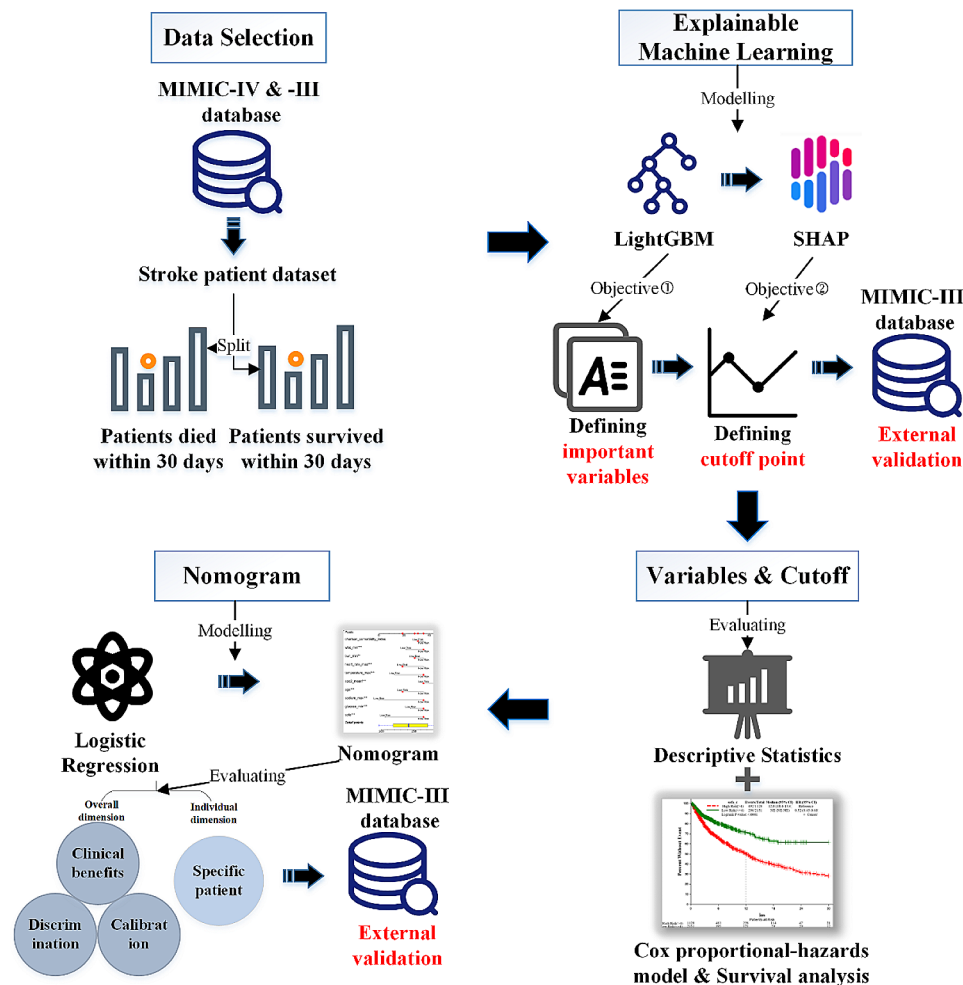 Data Selection
MIMIC-IV & -III
database
Stroke patient dataset
Split
Patients died
within 30 days
Patients survived
within 30 days
Explainable
Machine Learning
Modelling
LightGBM
SHAP
Objective①
Objective②
A
Defining
important
variables
Defining
cutoff point
MIMIC-III
database
External
validation
Variables & Cutoff
Evaluating
Descriptive Statistics
Percent Without Event
Cox proportional-hazards
model & Survival analysis
Nomogram
Modelling
Logistic
Regression
Nomogram
Evaluating
Overall
dimension
Individual
dimension
Clinical
benefits
Discrim
ination
Calibrat
ion
Specific
patient
MIMIC-III
database
External
validation